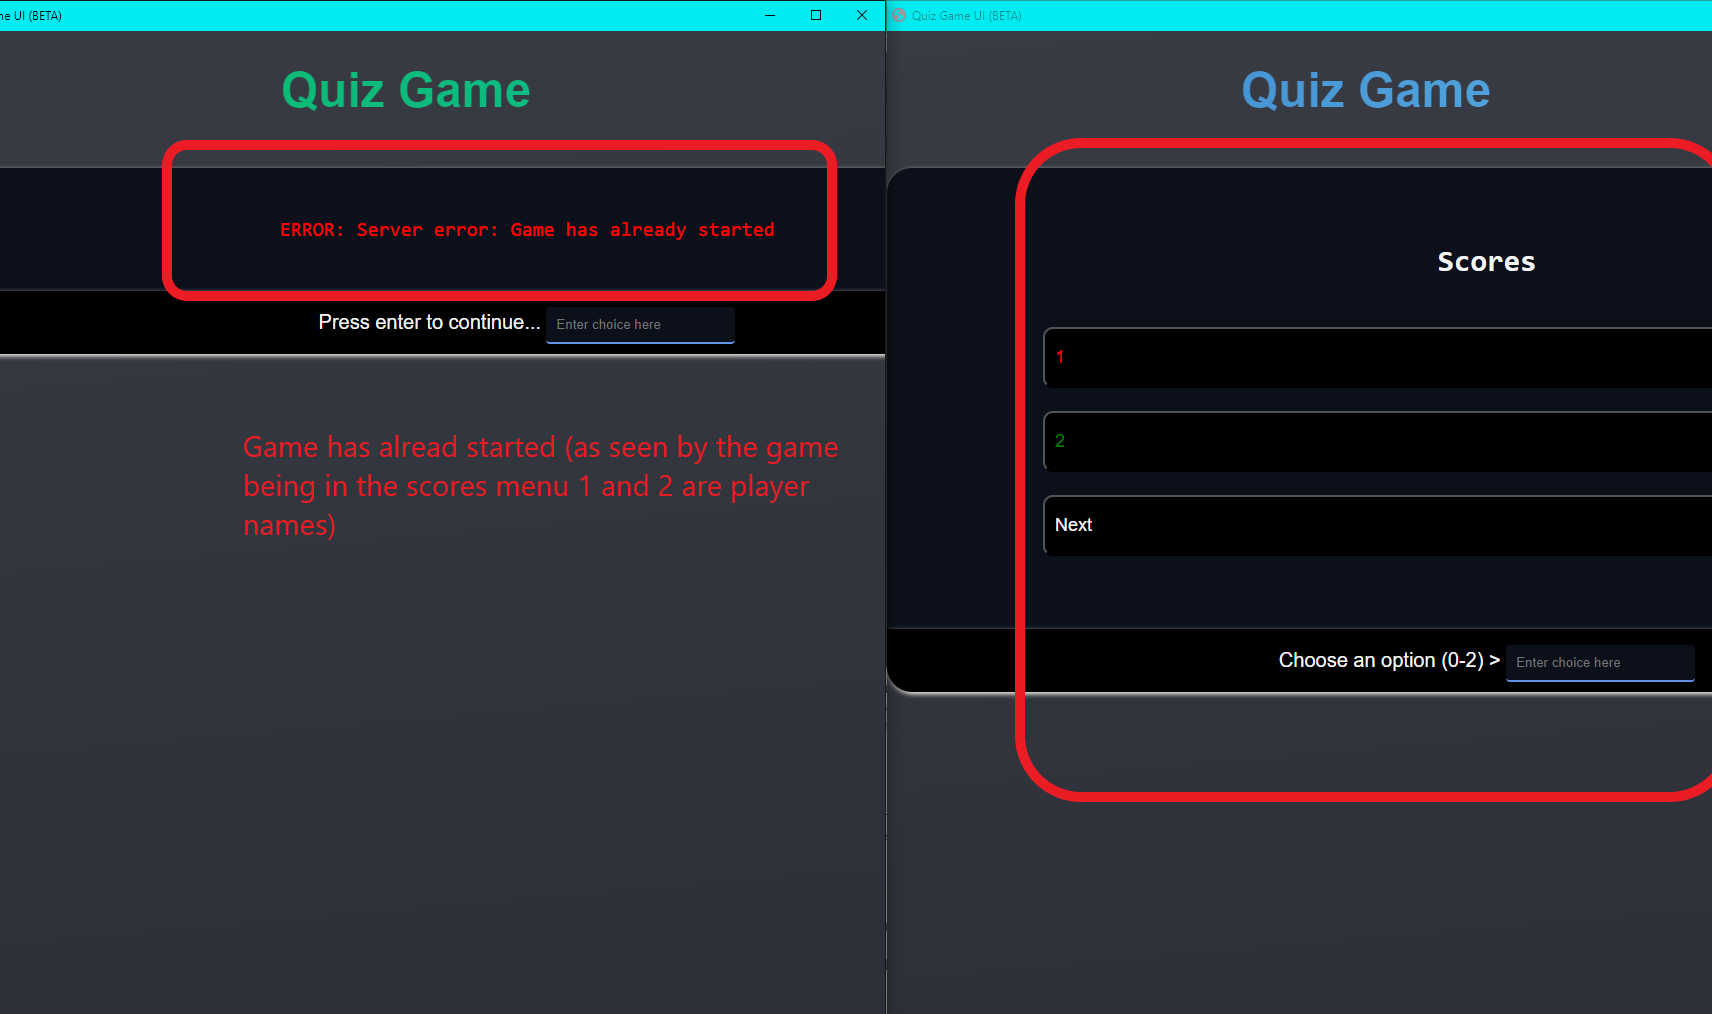 ne UI (BETA)
Quiz Game
ERROR: Server error: Game has already started
Press enter to continue... Enter choice here
Game has alread started (as seen by the game
being in the scores menu 1 and 2 are player
names)
Quiz Game UI (BETA)
Quiz Game
Scores
1
2
Next
Choose an option (0-2) > Enter choice here